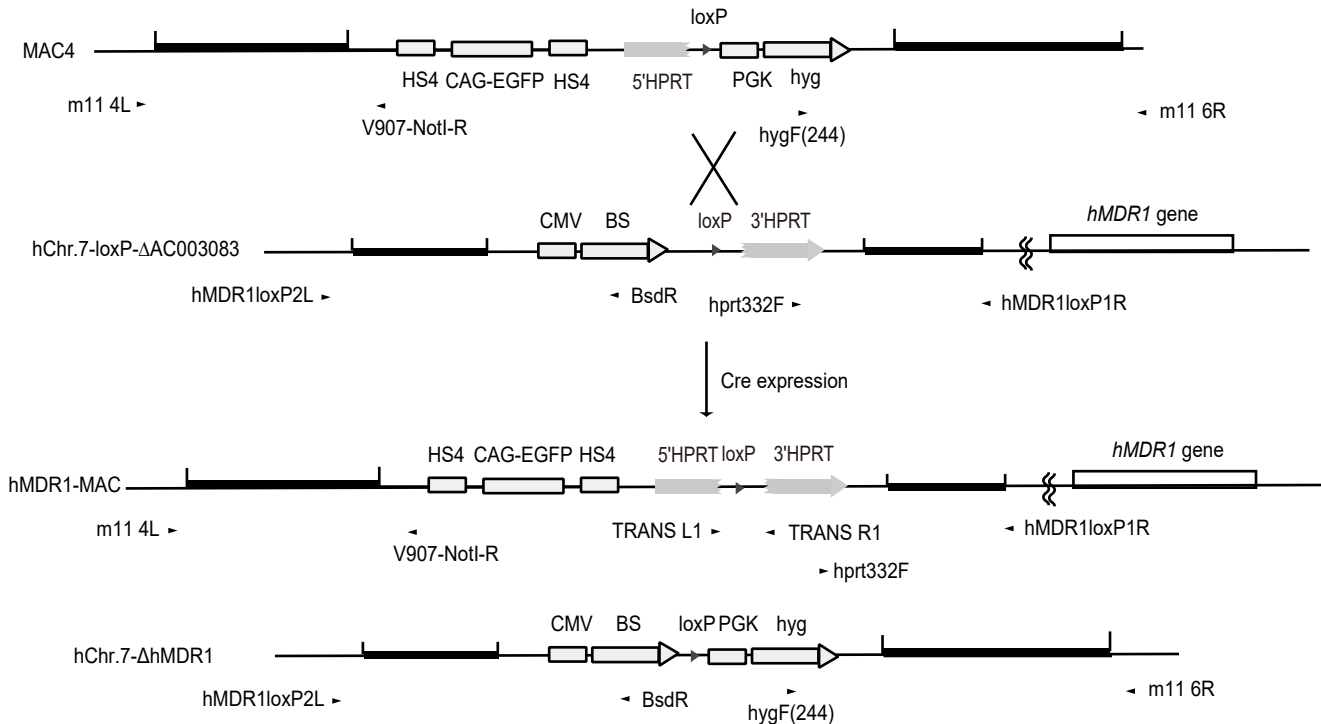 loxP
MAC4
HS4 CAG-EGFP HS4 5'HPRT PGK hyg
m11 4L
V907-NotI-R
hygF(244)
m11 6R
CMV BS loxP 3'HPRT hMDR1 gene
hChr.7-loxP-ΔAC003083
hMDR1loxP2L
BsdR
hprt332F
hMDR1loxP1R
Cre expression
HS4 CAG-EGFP HS4 5'HPRT loxP 3'HPRT hMDR1 gene
hMDR1-MAC
m11 4L
V907-NotI-R
TRANS L1
TRANS R1
hMDR1loxP1R
hprt332F
CMV BS loxP PGK hyg
hChr.7-ΔhMDR1
hMDR1loxP2L
BsdR
hygF(244)
m11 6R